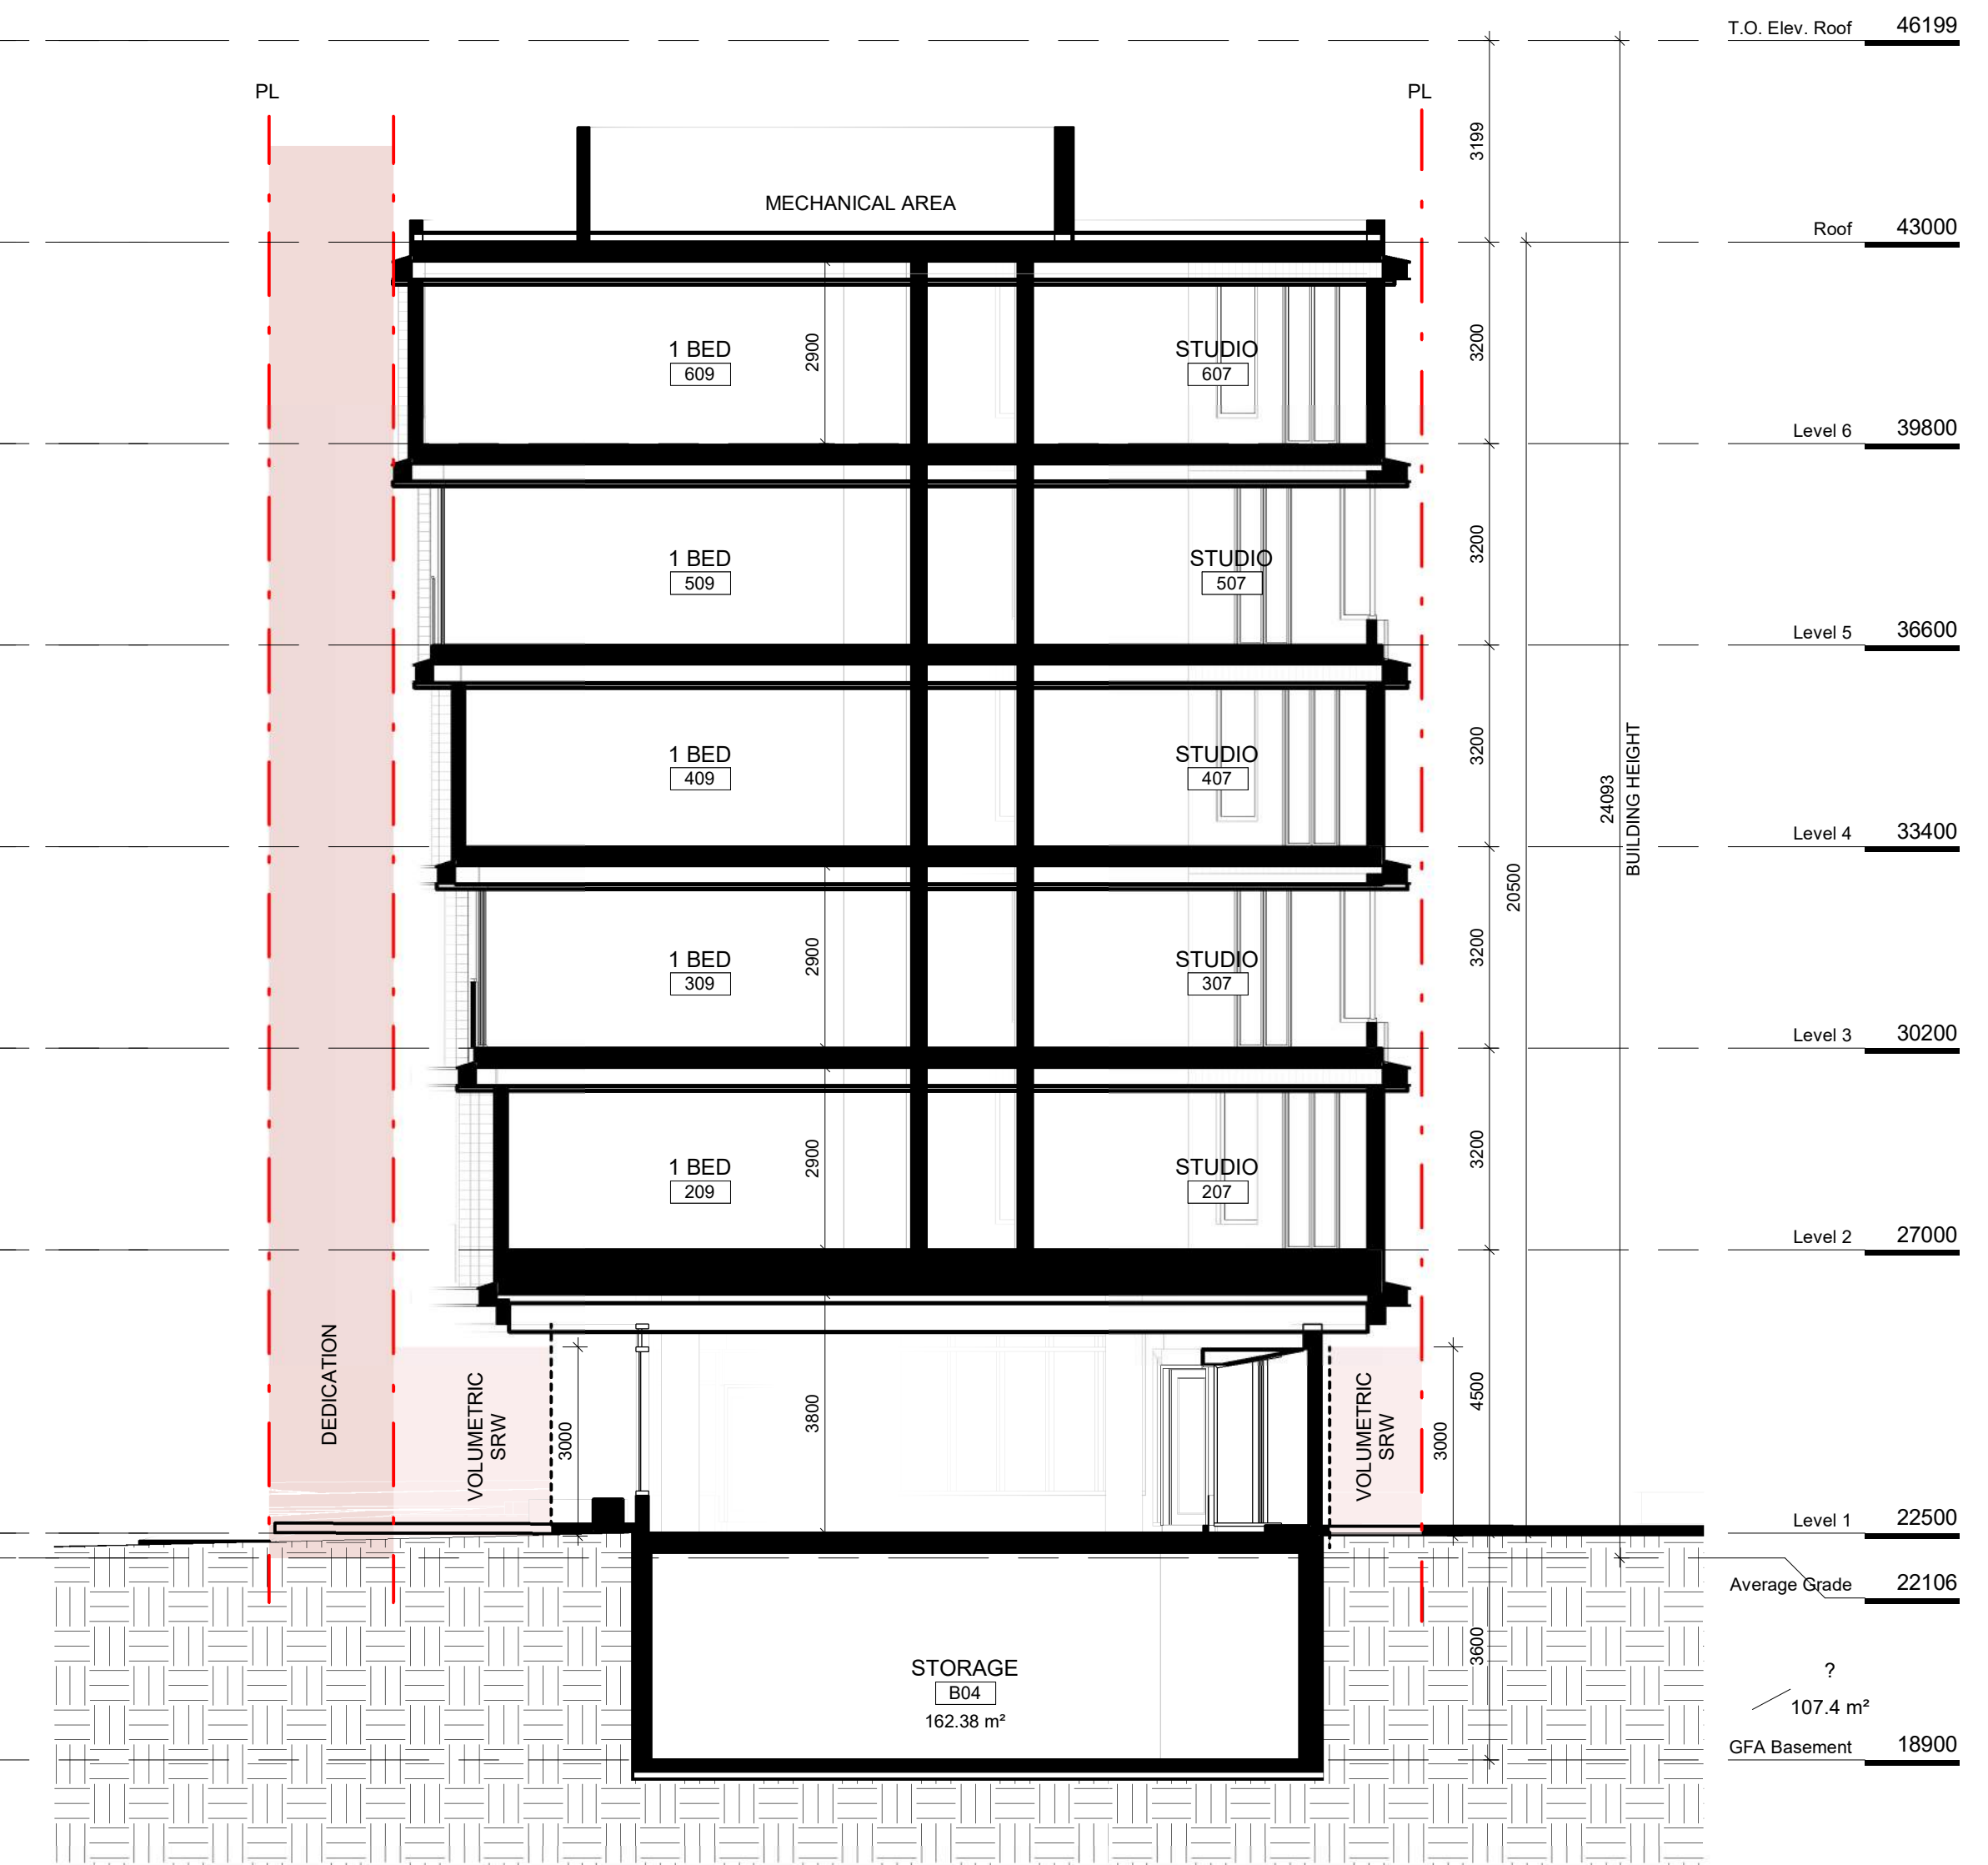 T.O. Elev. Roof 46199
PL
PL
3199
MECHANICAL AREA
Roof 43000
1 BED
609
2900
STUDIO
607
3200
Level 6 39800
1 BED
509
STUDIO
507
3200
Level 5 36600
1 BED
409
STUDIO
407
3200
24093
BUILDING HEIGHT
Level 4 33400
20500
1 BED
309
2900
STUDIO
307
3200
Level 3 30200
1 BED
209
2900
STUDIO
207
3200
Level 2 27000
DEDICATION
VOLUMETRIC
SRW
3000
3800
VOLUMETRIC
SRW
3000
4500
Level 1 22500
Average Grade 22106
3600
STORAGE
B04
162.38 m²
?
107.4 m²
GFA Basement 18900